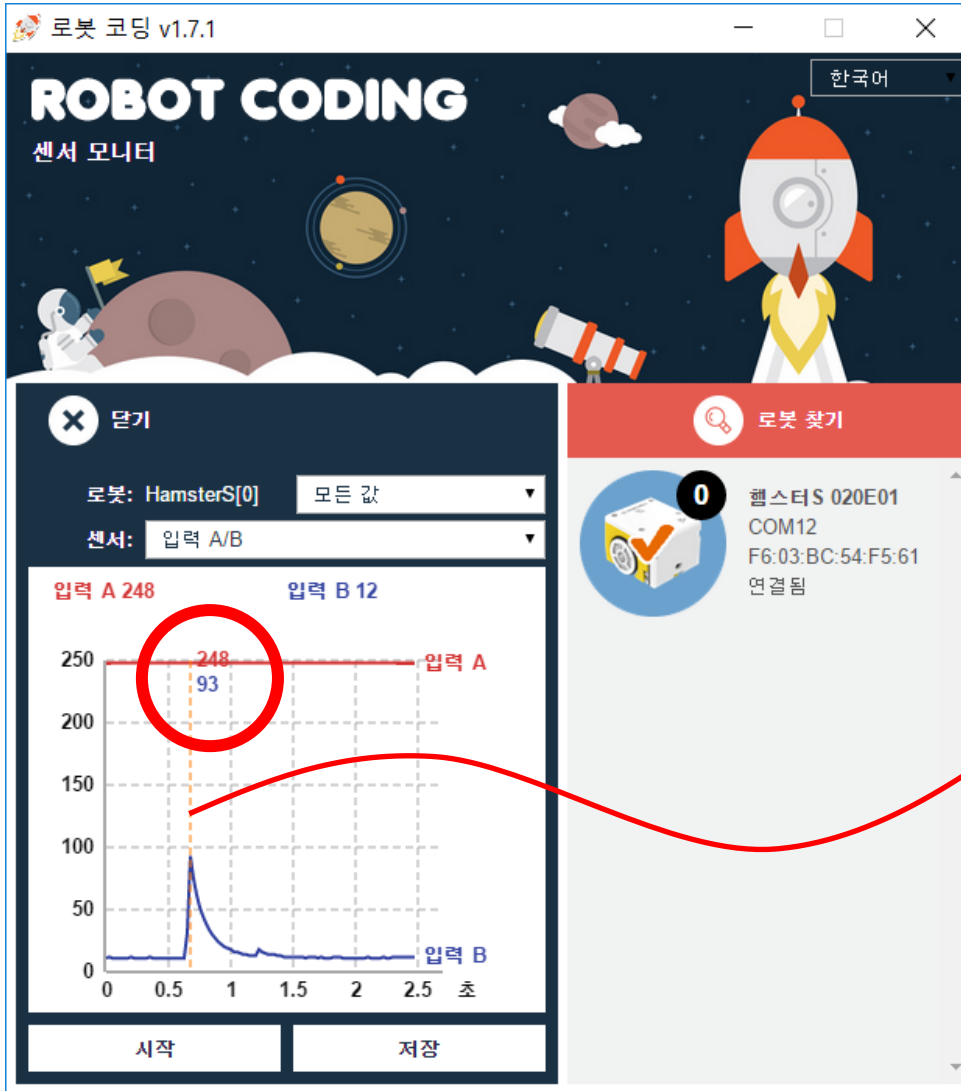 로봇 코딩 v1.7.1
한국어
ROBOT CODING
센서 모니터
닫기
로봇 찾기
로봇: HamsterS[0] 모든 값
센서: 입력 A/B
0
햄스터S 020E01
COM12
F6:03:BC:54:F5:61
연결됨
입력 A 248 입력 B 12
250
248
입력 A
93
200
150
100
50
입력 B
0
0 0.5 1 1.5 2 2.5 초
시작 저장